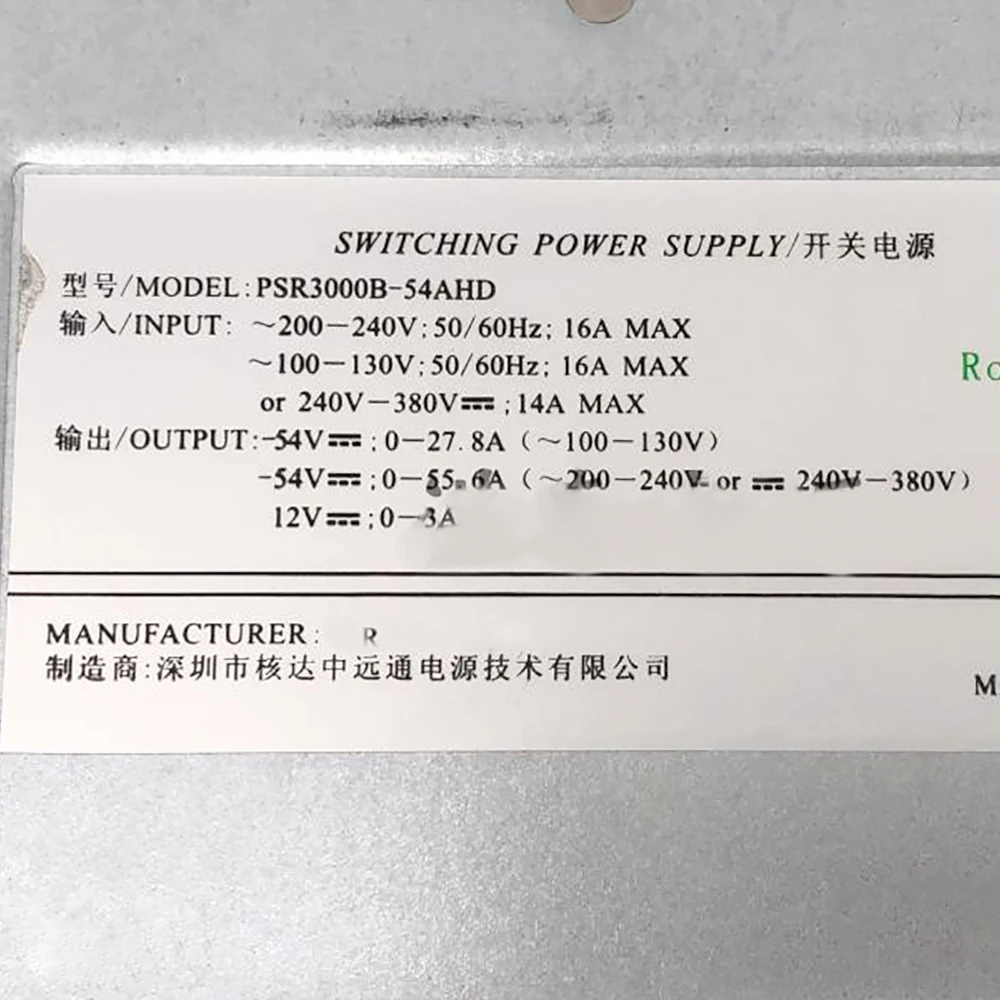 SWITCHING POWER SUPPLY/开关电源
型号/MODEL:PSR3000B-54AHD
输入/INPUT: ~200-240V;50/60Hz; 16A MAX
~100-130V;50/60Hz; 16A MAX
or 240V-380V⎓ ;14A MAX
Ro
输出/OUTPUT:-54V⎓ ;0-27.8A (~100-130V)
-54V⎓ ;0-55.6A (~200-240V or ⎓ 240V-380V)
12V⎓ ;0-3A
MANUFACTURER: R
制造商:深圳市核达中远通电源技术有限公司
M